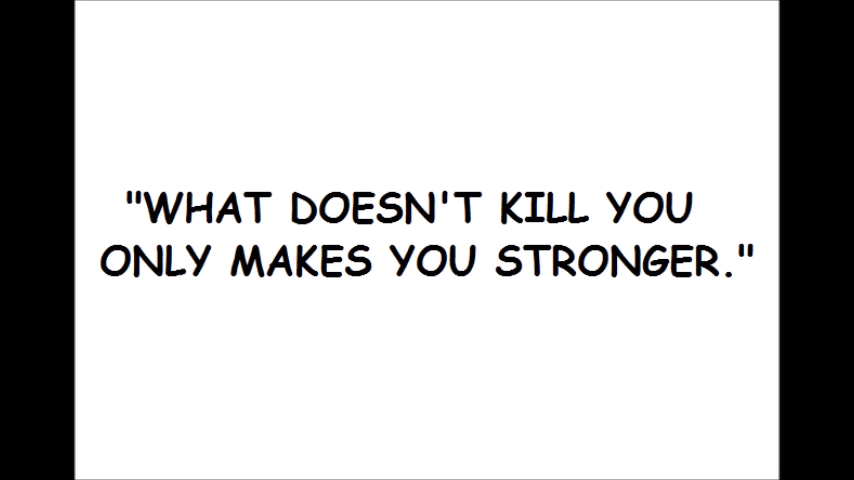 "WHAT DOESN'T KILL YOU
ONLY MAKES YOU STRONGER."